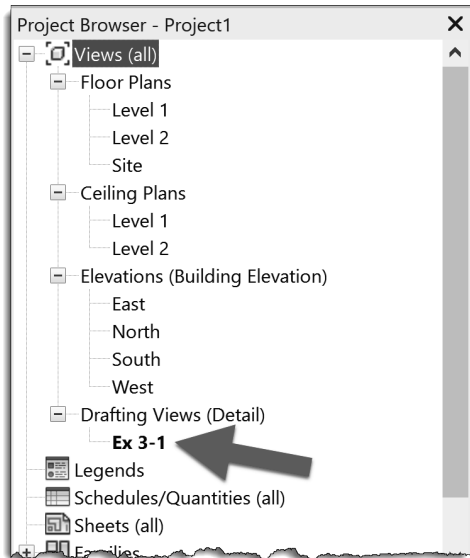 Project Browser - Project1
Views (all)
Floor Plans
Level 1
Level 2
Site
Ceiling Plans
Level 1
Level 2
Elevations (Building Elevation)
East
North
South
West
Drafting Views (Detail)
Ex 3-1
Legends
Schedules/Quantities (all)
Sheets (all)
Families